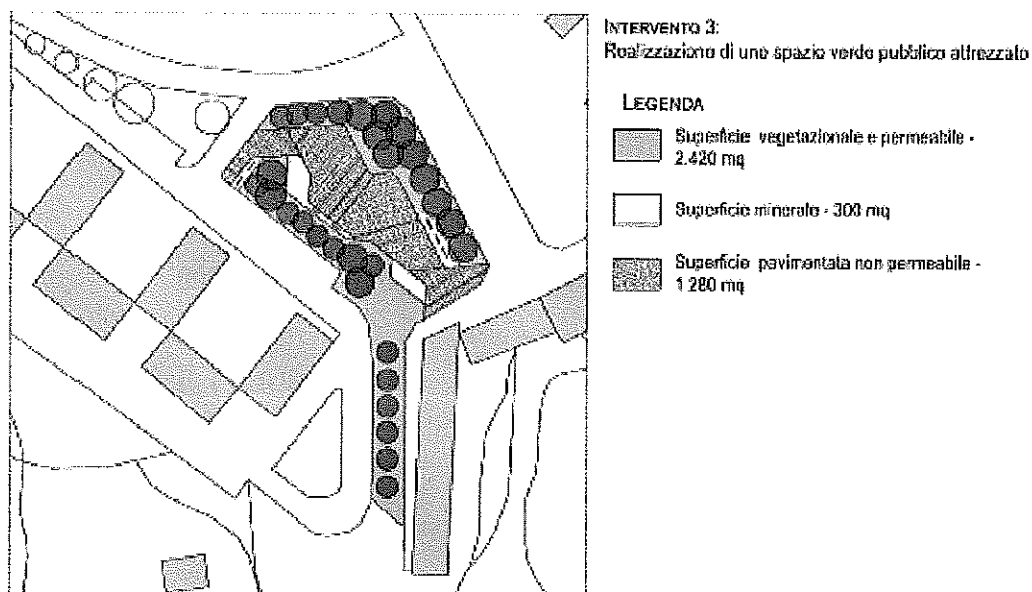 INTERVENTO 3:
Realizzazione di uno spazio verde pubblico attrezzato
LEGENDA
Superficie vegetazionale e permeabile -
2.420 mq
Superficie minerale - 300 mq
Superficie pavimentata non permeabile -
1 280 mq